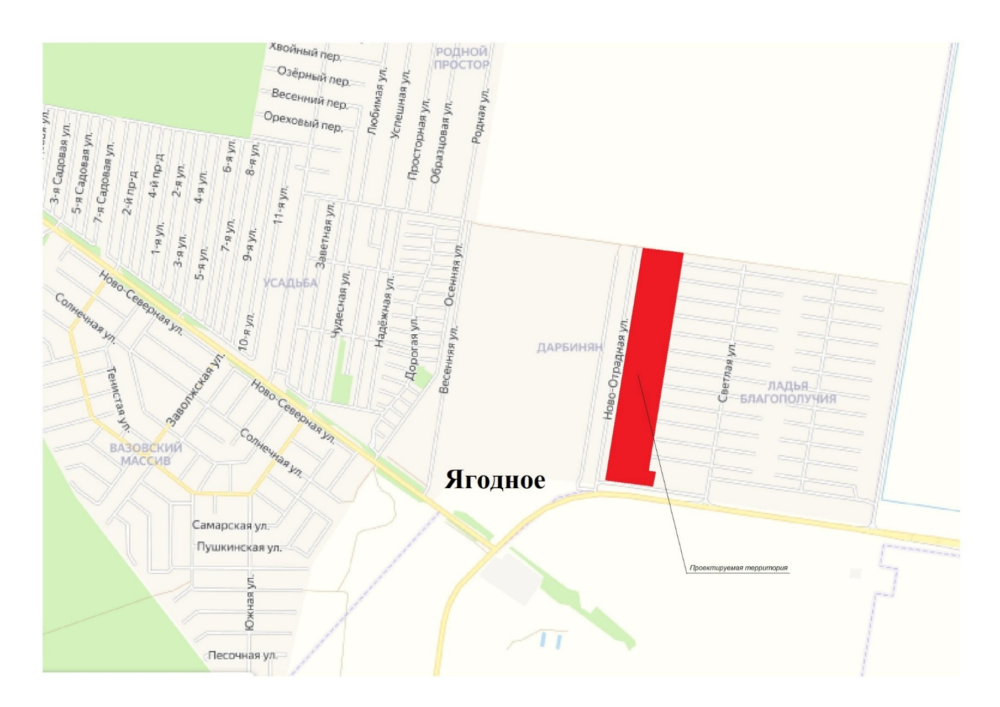 Хвойный пер.
Озёрный пер.
Весенний пер.
Ореховый пер.
Любимая ул.
Успешная ул.
Просторная ул.
Образцовая ул.
РОДНОЙ
ПРОСТОР
Родная ул.
3-я Садовая ул.
5-я Садовая ул.
7-я Садовая ул.
2-й пр-д
4-й пр-д
1-я ул.
2-я ул.
3-я ул.
4-я ул.
5-я ул.
6-я ул.
7-я ул.
8-я ул.
9-я ул.
10-я ул.
11-я ул.
УСАДЬБА
Заветная ул.
Чудесная ул.
Надёжная ул.
Дорогая ул.
Осенняя ул.
Весенняя ул.
Ново-Северная ул.
Солнечная ул.
Тенистая ул.
Заволжская ул.
Ново-Северная ул.
Солнечная ул.
ВАЗОВСКИЙ
МАССИВ
ДАРБИНЯН
Ново-Отрадная ул.
Светлая ул.
ЛАДЬЯ
БЛАГОПОЛУЧИЯ
Ягодное
Самарская ул.
Пушкинская ул.
Южная ул.
Песочная ул.
Проектируемая территория